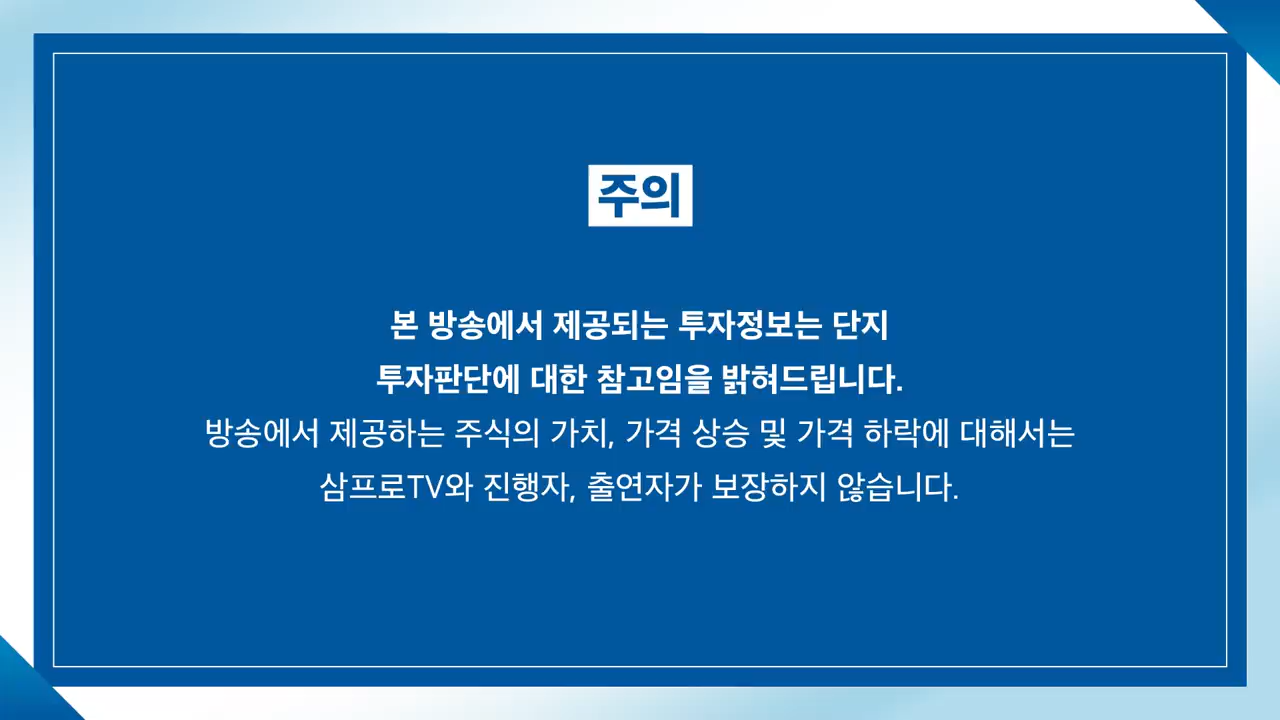 주의
본 방송에서 제공되는 투자정보는 단지
투자판단에 대한 참고임을 밝혀드립니다.
방송에서 제공하는 주식의 가치, 가격 상승 및 가격 하락에 대해서는
삼프로TV와 진행자, 출연자가 보장하지 않습니다.